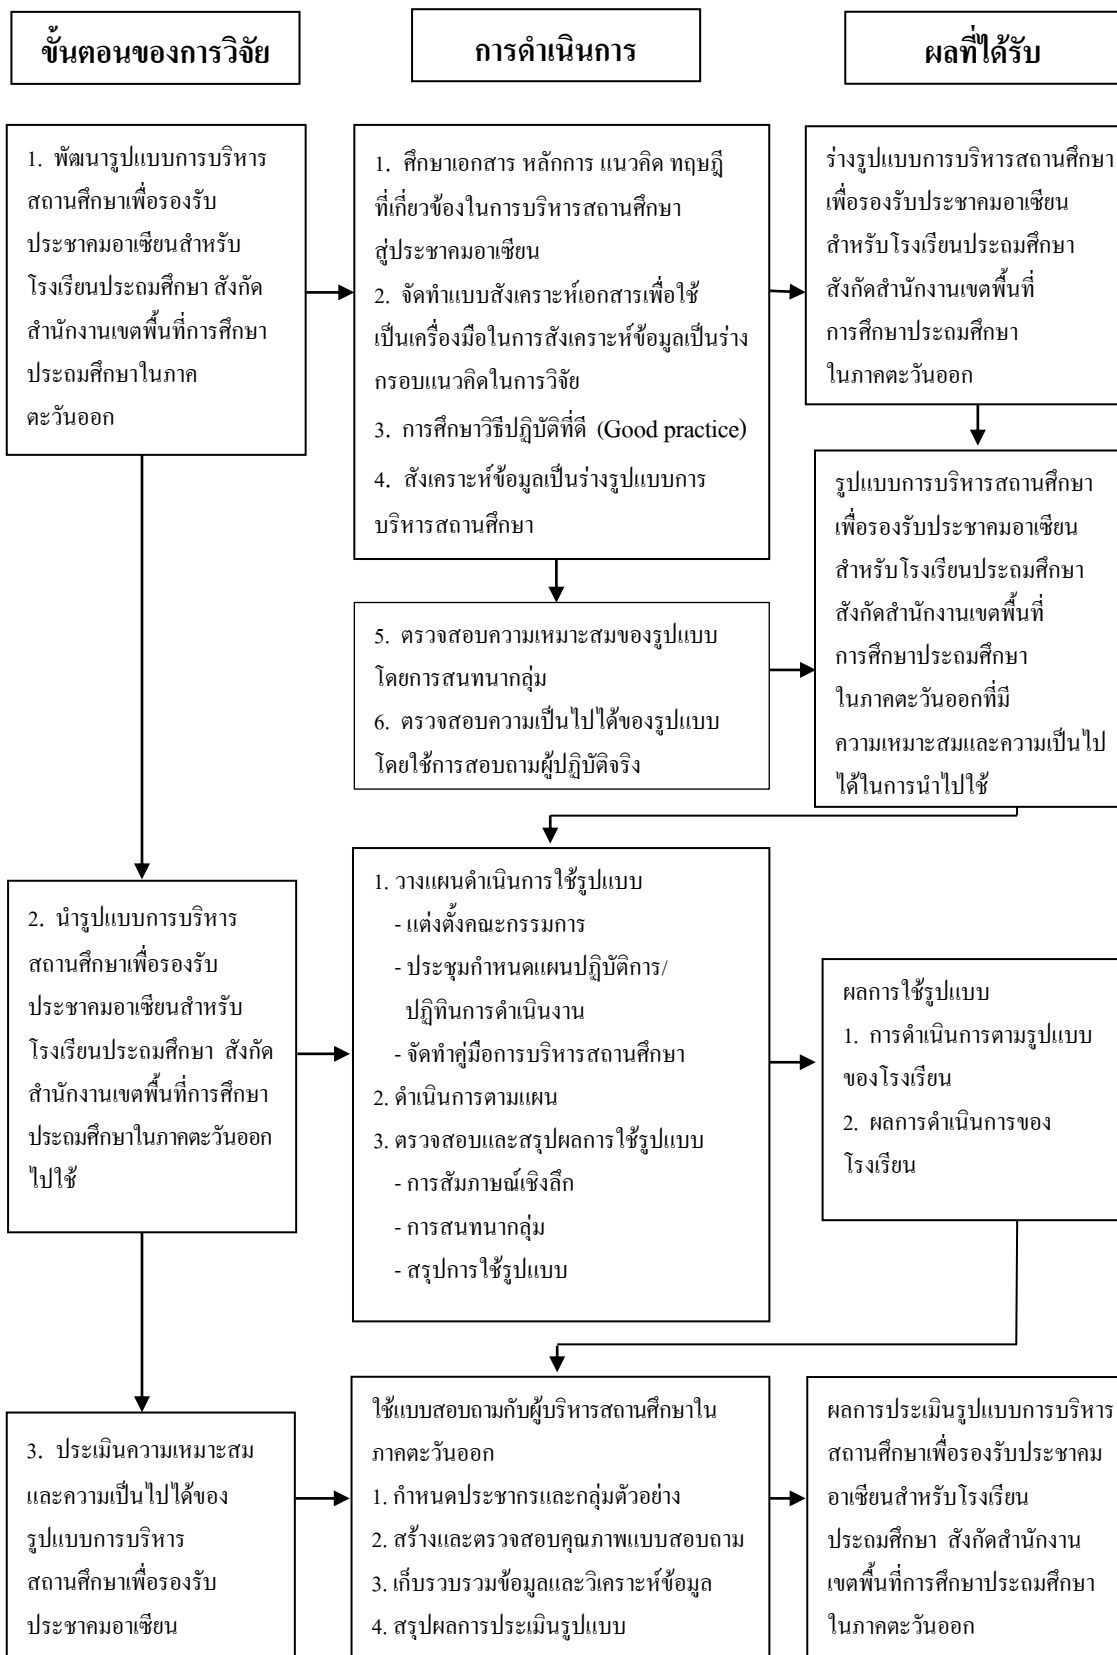 ขั้นตอนของการวิจัย
การดำเนินการ
ผลที่ได้รับ
1. พัฒนารูปแบบการบริหาร
สถานศึกษาเพื่อรองรับ
ประชาคมอาเซียนสำหรับ
โรงเรียนประถมศึกษา สังกัด
สำนักงานเขตพื้นที่การศึกษา
ประถมศึกษาในภาค
ตะวันออก
1. ศึกษาเอกสาร หลักการ แนวคิด ทฤษฎี
ที่เกี่ยวข้องในการบริหารสถานศึกษา
สู่ประชาคมอาเซียน
2. จัดทำแบบสังเคราะห์เอกสารเพื่อใช้
เป็นเครื่องมือในการสังเคราะห์ข้อมูลเป็นร่าง
กรอบแนวคิดในการวิจัย
3. การศึกษาวิธีปฏิบัติที่ดี (Good practice)
4. สังเคราะห์ข้อมูลเป็นร่างรูปแบบการ
บริหารสถานศึกษา
ร่างรูปแบบการบริหารสถานศึกษา
เพื่อรองรับประชาคมอาเซียน
สำหรับโรงเรียนประถมศึกษา
สังกัดสำนักงานเขตพื้นที่
การศึกษาประถมศึกษา
ในภาคตะวันออก
5. ตรวจสอบความเหมาะสมของรูปแบบ
โดยการสนทนากลุ่ม
6. ตรวจสอบความเป็นไปได้ของรูปแบบ
โดยใช้การสอบถามผู้ปฏิบัติจริง
รูปแบบการบริหารสถานศึกษา
เพื่อรองรับประชาคมอาเซียน
สำหรับโรงเรียนประถมศึกษา
สังกัดสำนักงานเขตพื้นที่
การศึกษาประถมศึกษา
ในภาคตะวันออกที่มี
ความเหมาะสมและความเป็นไป
ได้ในการนำไปใช้
2. นำรูปแบบการบริหาร
สถานศึกษาเพื่อรองรับ
ประชาคมอาเซียนสำหรับ
โรงเรียนประถมศึกษา สังกัด
สำนักงานเขตพื้นที่การศึกษา
ประถมศึกษาในภาคตะวันออก
ไปใช้
1. วางแผนดำเนินการใช้รูปแบบ
- แต่งตั้งคณะกรรมการ
- ประชุมกำหนดแผนปฏิบัติการ/
ปฏิทินการดำเนินงาน
- จัดทำคู่มือการบริหารสถานศึกษา
2. ดำเนินการตามแผน
3. ตรวจสอบและสรุปผลการใช้รูปแบบ
- การสัมภาษณ์เชิงลึก
- การสนทนากลุ่ม
- สรุปการใช้รูปแบบ
ผลการใช้รูปแบบ
1. การดำเนินการตามรูปแบบ
ของโรงเรียน
2. ผลการดำเนินการของ
โรงเรียน
3. ประเมินความเหมาะสม
และความเป็นไปได้ของ
รูปแบบการบริหาร
สถานศึกษาเพื่อรองรับ
ประชาคมอาเซียน
ใช้แบบสอบถามกับผู้บริหารสถานศึกษาใน
ภาคตะวันออก
1. กำหนดประชากรและกลุ่มตัวอย่าง
2. สร้างและตรวจสอบคุณภาพแบบสอบถาม
3. เก็บรวบรวมข้อมูลและวิเคราะห์ข้อมูล
4. สรุปผลการประเมินรูปแบบ
ผลการประเมินรูปแบบการบริหาร
สถานศึกษาเพื่อรองรับประชาคม
อาเซียนสำหรับโรงเรียน
ประถมศึกษา สังกัดสำนักงาน
เขตพื้นที่การศึกษาประถมศึกษา
ในภาคตะวันออก